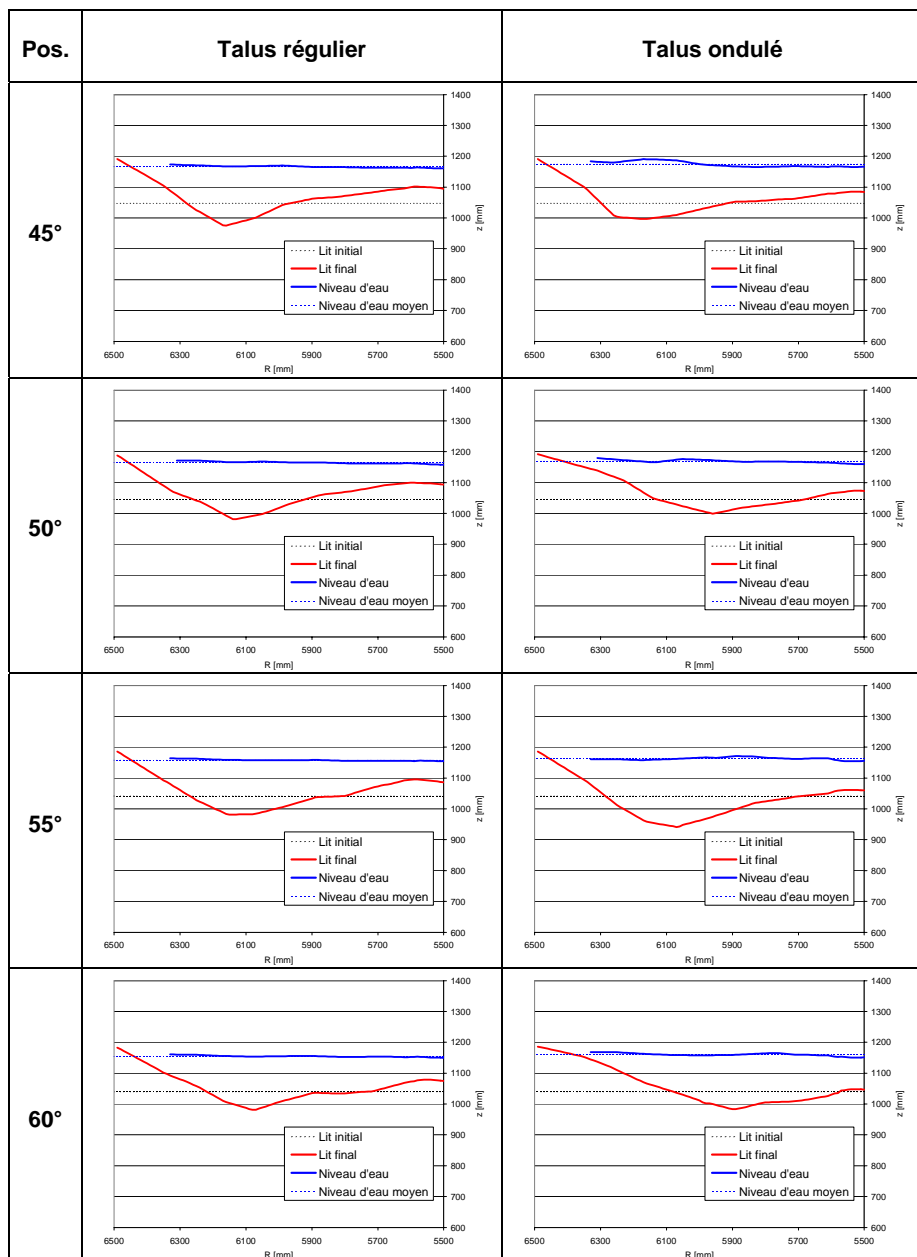 Pos. Talus régulier Talus ondulé
45°
1400
1300
1200
1100
1000
900
800
700
600
z [mm]
6500 6300 6100 5900 5700 5500
R [mm]
Lit initial
Lit final
Niveau d'eau
Niveau d'eau moyen
1400
1300
1200
1100
1000
900
800
700
600
z [mm]
6500 6300 6100 5900 5700 5500
R [mm]
Lit initial
Lit final
Niveau d'eau
Niveau d'eau moyen
50°
1400
1300
1200
1100
1000
900
800
700
600
z [mm]
6500 6300 6100 5900 5700 5500
R [mm]
Lit initial
Lit final
Niveau d'eau
Niveau d'eau moyen
1400
1300
1200
1100
1000
900
800
700
600
z [mm]
6500 6300 6100 5900 5700 5500
R [mm]
Lit initial
Lit final
Niveau d'eau
Niveau d'eau moyen
55°
1400
1300
1200
1100
1000
900
800
700
600
z [mm]
6500 6300 6100 5900 5700 5500
R [mm]
Lit initial
Lit final
Niveau d'eau
Niveau d'eau moyen
1400
1300
1200
1100
1000
900
800
700
600
z [mm]
6500 6300 6100 5900 5700 5500
R [mm]
Lit initial
Lit final
Niveau d'eau
Niveau d'eau moyen
60°
1400
1300
1200
1100
1000
900
800
700
600
z [mm]
6500 6300 6100 5900 5700 5500
R [mm]
Lit initial
Lit final
Niveau d'eau
Niveau d'eau moyen
1400
1300
1200
1100
1000
900
800
700
600
z [mm]
6500 6300 6100 5900 5700 5500
R [mm]
Lit initial
Lit final
Niveau d'eau
Niveau d'eau moyen